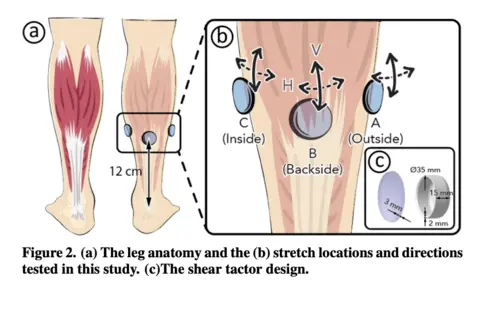 a
b
V
H
C
(Inside)
A
(Outside)
B
(Backside)
12 cm
c
Ø35 mm
15 mm
3 mm
2 mm
Figure 2. (a) The leg anatomy and the (b) stretch locations and directions
tested in this study. (c)The shear tactor design.